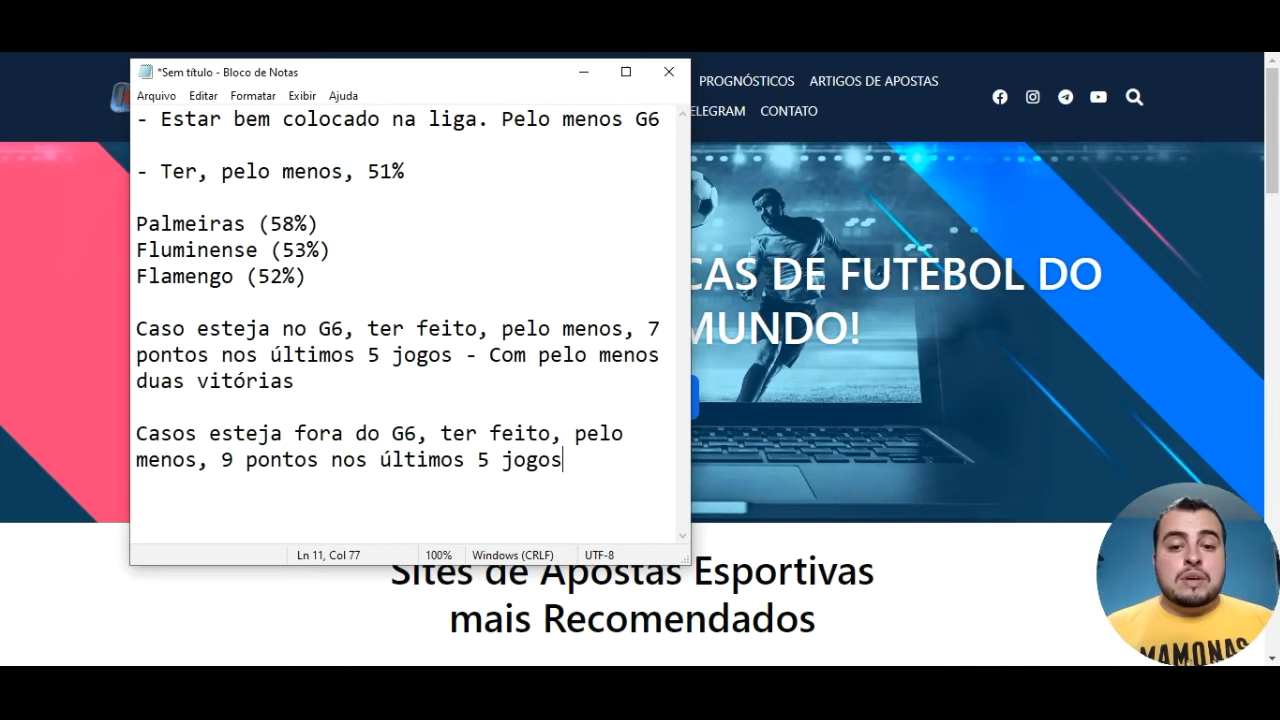 *Sem título - Bloco de Notas
Arquivo Editar Formatar Exibir Ajuda
- Estar bem colocado na liga. Pelo menos G6
- Ter, pelo menos, 51%
Palmeiras (58%)
Fluminense (53%)
Flamengo (52%)
Caso esteja no G6, ter feito, pelo menos, 7
pontos nos últimos 5 jogos - Com pelo menos
duas vitórias
Casos esteja fora do G6, ter feito, pelo
menos, 9 pontos nos últimos 5 jogos
Ln 11, Col 77 100% Windows (CRLF) UTF-8
PROGNÓSTICOS ARTIGOS DE APOSTAS
ELEGRAM CONTATO
CAS DE FUTEBOL DO
MUNDO!
Sites de Apostas Esportivas
mais Recomendados
MAMONAS